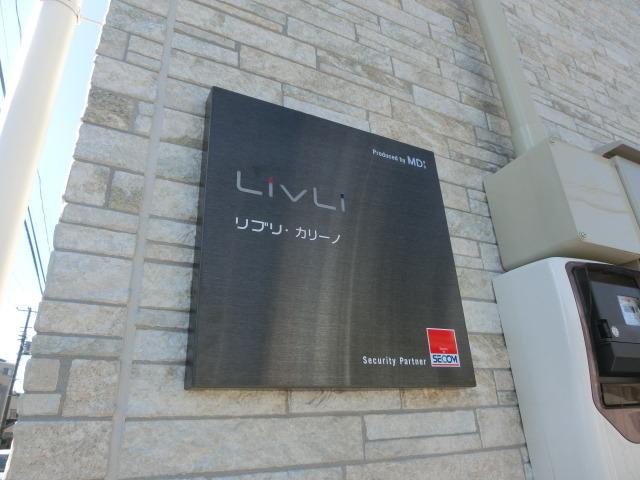 Produced by MDi
LivLi
リブリ・カリーノ
Security Partner
SECOM